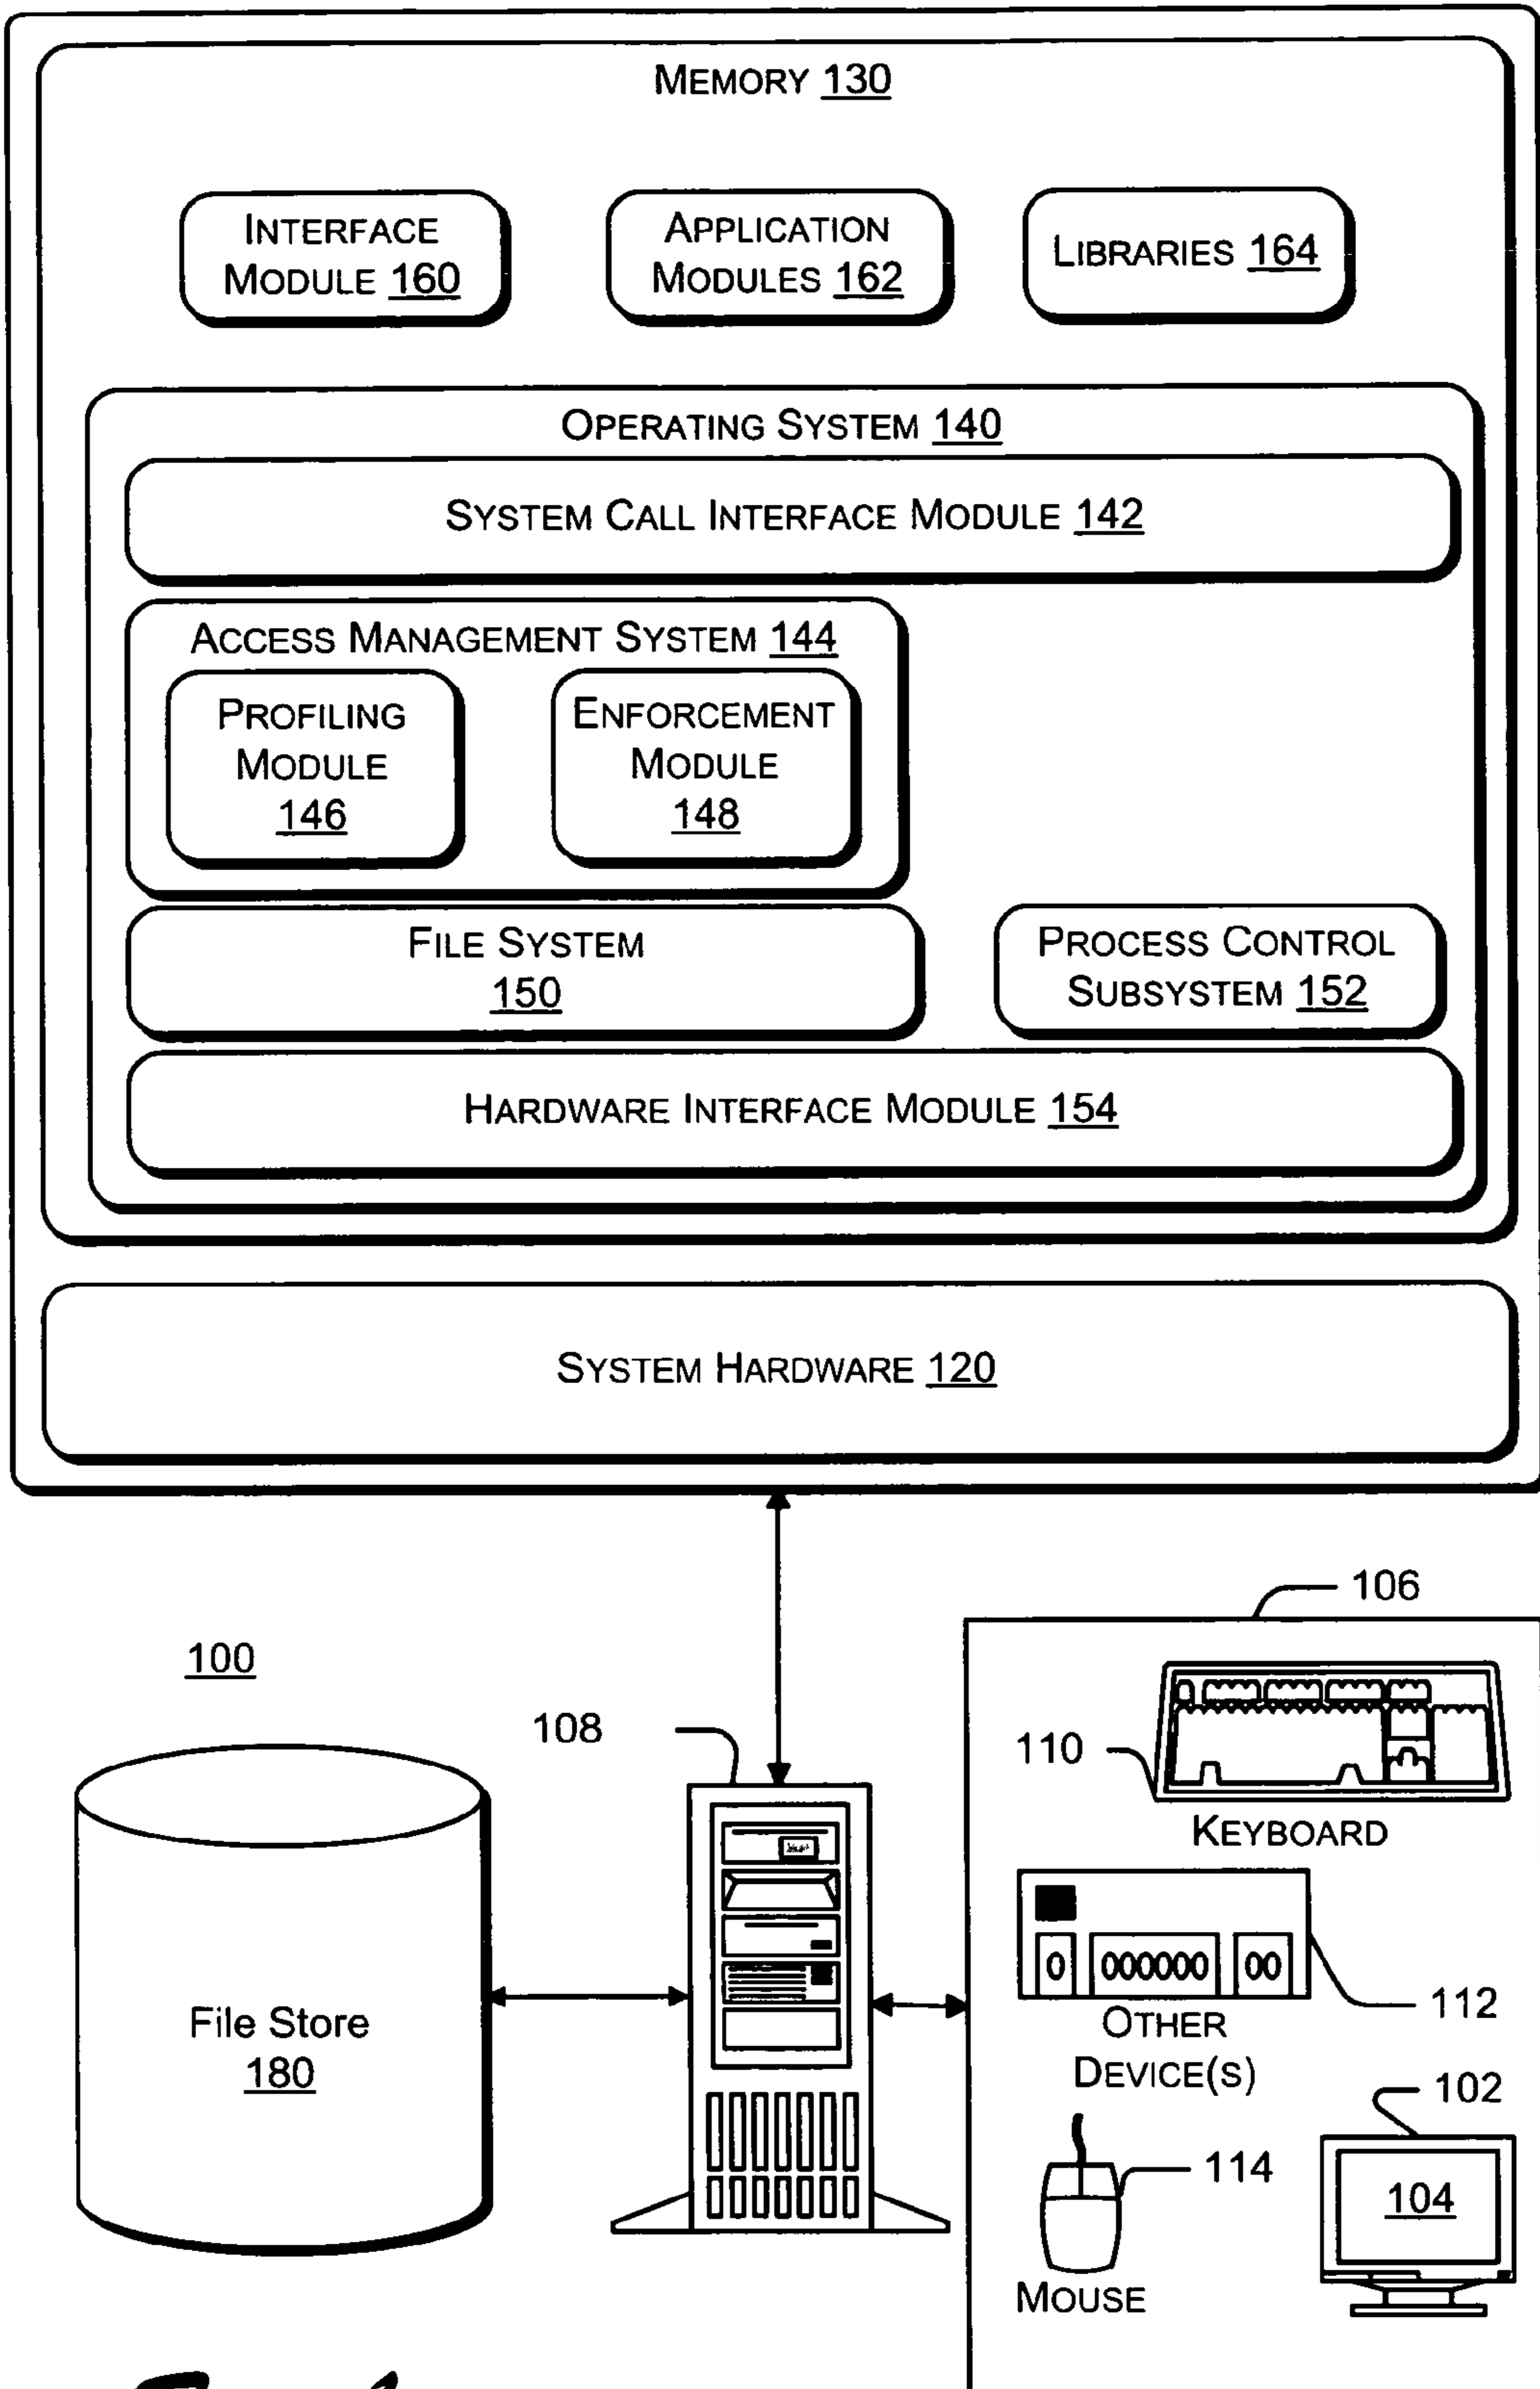 MEMORY 130
INTERFACE
MODULE 160
APPLICATION
MODULES 162
LIBRARIES 164
OPERATING SYSTEM 140
SYSTEM CALL INTERFACE MODULE 142
ACCESS MANAGEMENT SYSTEM 144
PROFILING
MODULE
146
ENFORCEMENT
MODULE
148
FILE SYSTEM
150
PROCESS CONTROL
SUBSYSTEM 152
HARDWARE INTERFACE MODULE 154
SYSTEM HARDWARE 120
106
100
108
110
KEYBOARD
File Store
180
112
OTHER
DEVICE(S)
102
114
104
MOUSE